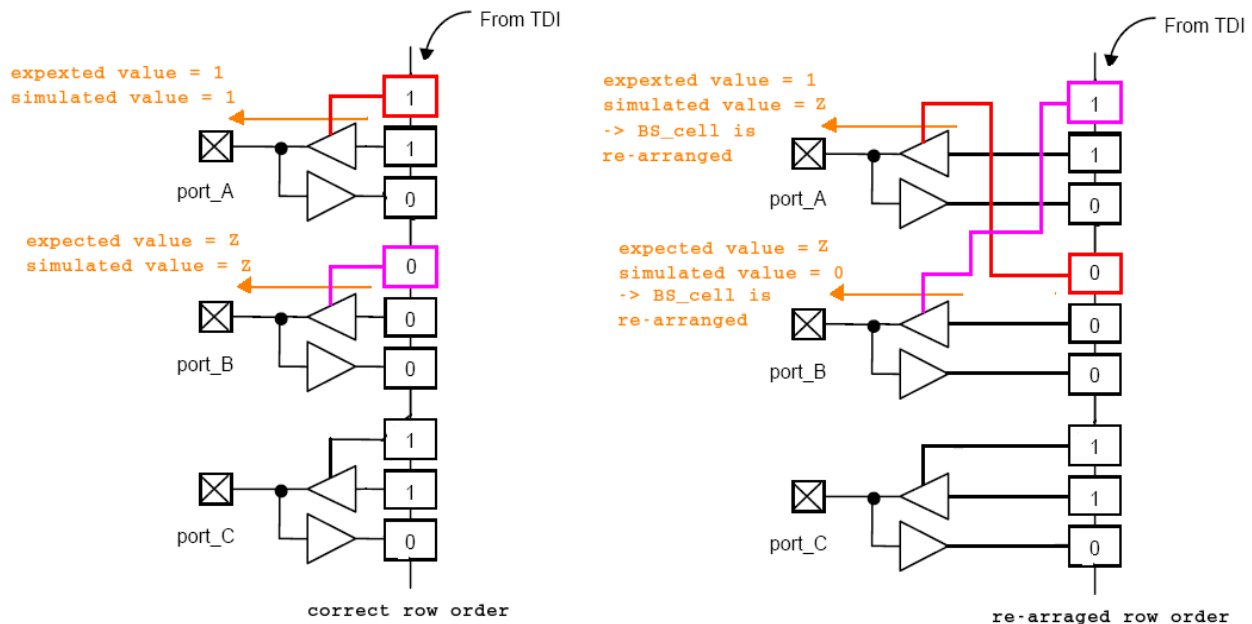 From TDI
expexted value = 1
simulated value = 1
1
1
port_A
0
expected value = Z
simulated value = Z
0
0
port_B
0
1
1
port_C
0
correct row order
From TDI
expexted value = 1
simulated value = Z
-> BS_cell is
re-arranged
1
1
port_A
0
expected value = Z
simulated value = 0
-> BS_cell is
re-arranged
0
0
port_B
0
1
1
port_C
0
re-arraged row order